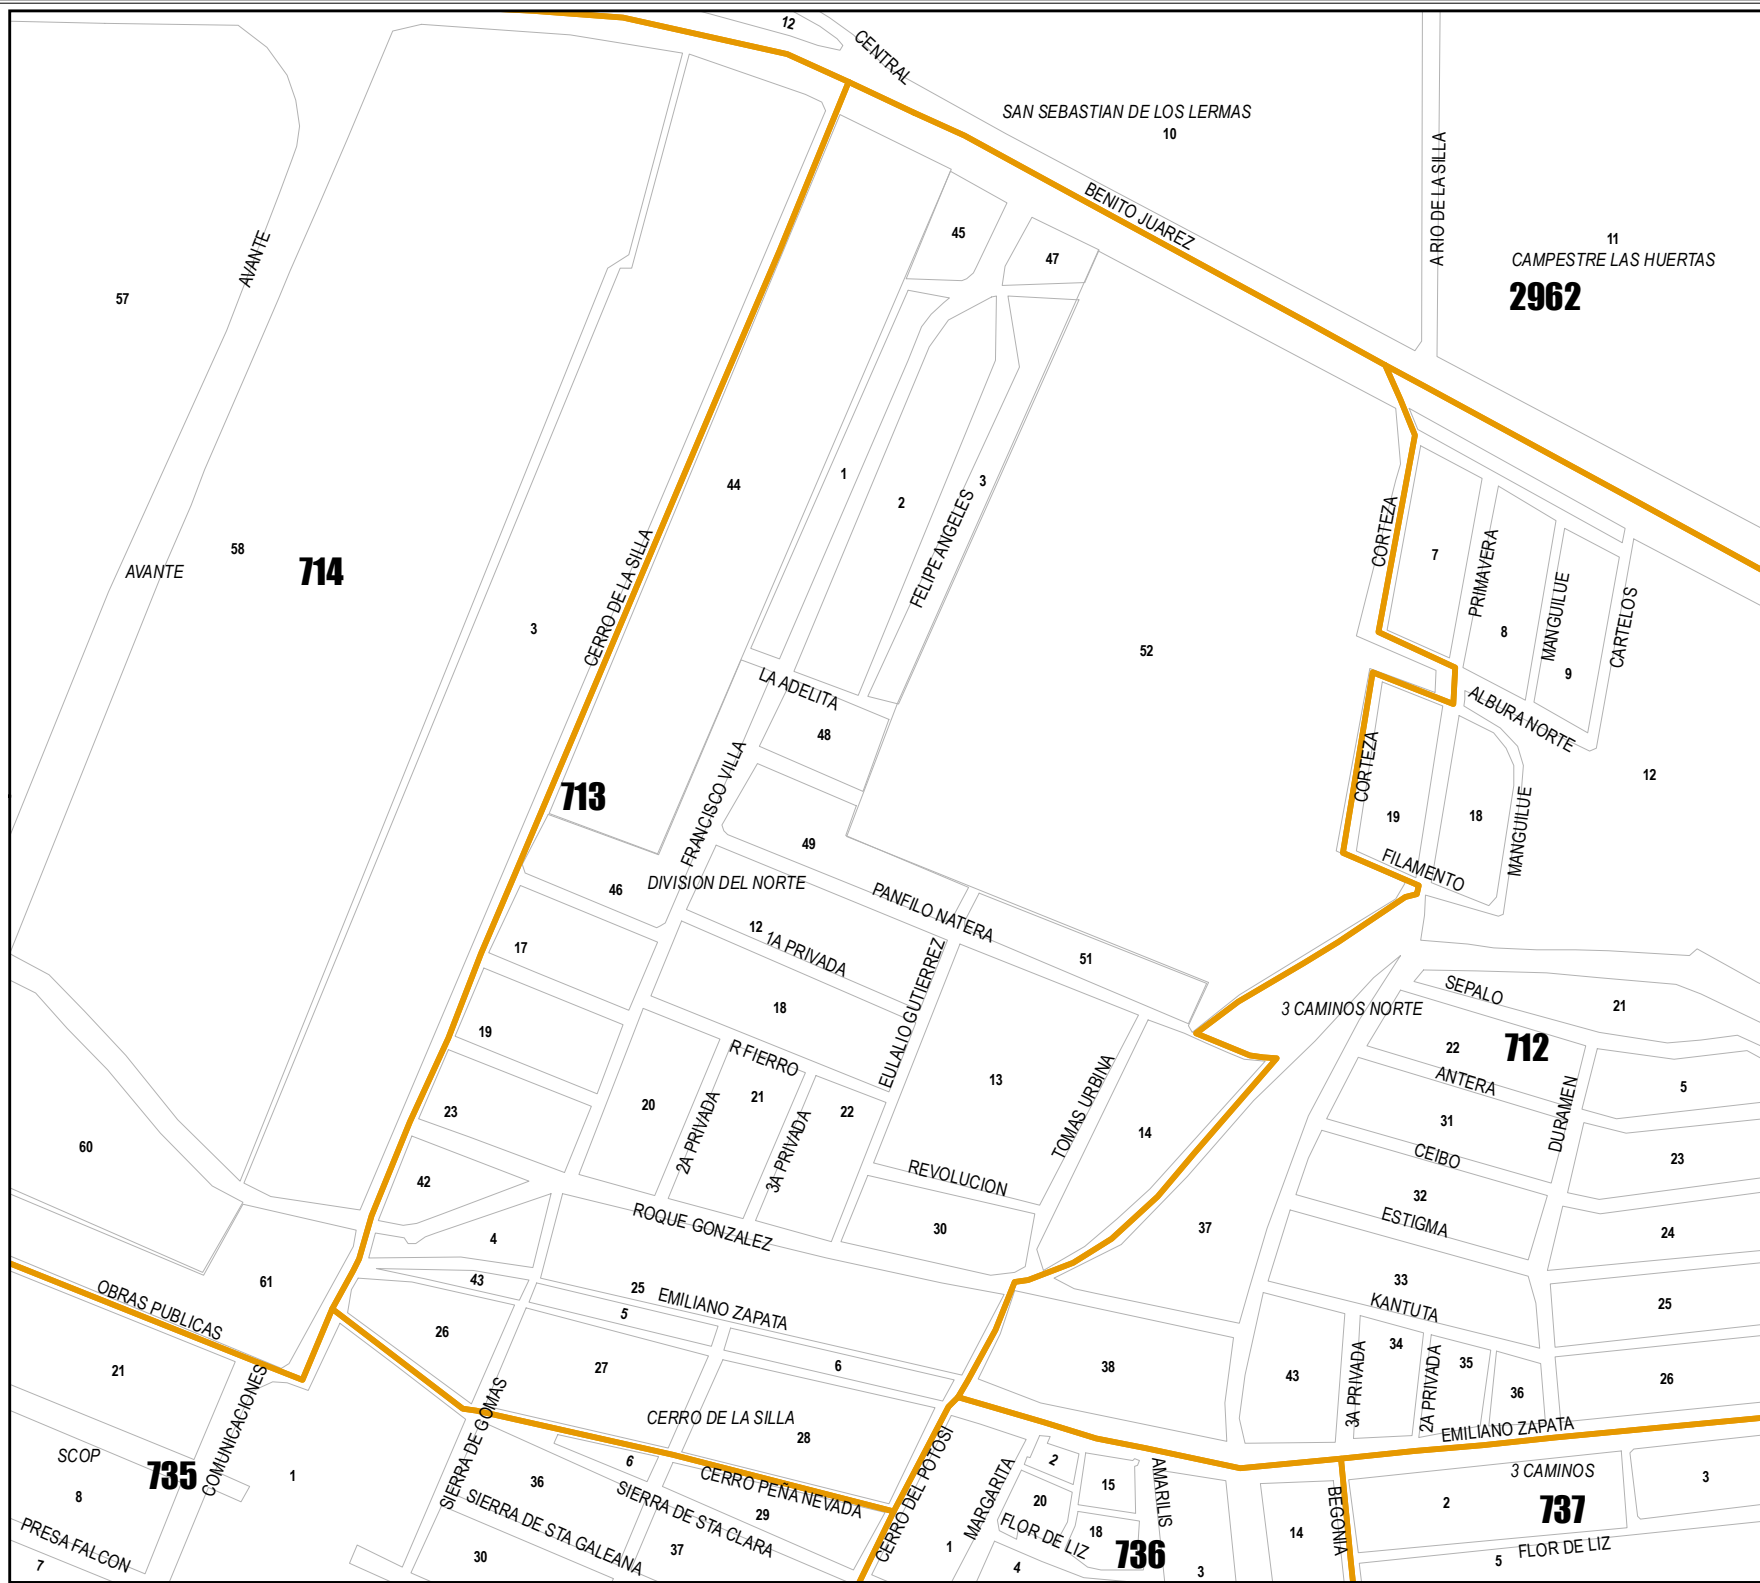 12
CENTRAL
SAN SEBASTIAN DE LOS LERMAS
10
A RIO DE LA SILLA
BENITO JUAREZ
11
CAMPESTRE LAS HUERTAS
2962
45
47
AVANTE
57
44
1
2
3
FELIPE ANGELES
CORTEZA
7
PRIMAVERA
8
MANGUILUE
9
CARTELOS
58
AVANTE
714
3
CERRO DE LA SILLA
52
LA ADELITA
48
ALBURA NORTE
12
FRANCISCO VILLA
713
CORTEZA
19
18
MANGUILUE
FILAMENTO
49
46
DIVISION DEL NORTE
PANFILO NATERA
12
1A PRIVADA
17
51
EULALIO GUTIERREZ
18
19
R FIERRO
3 CAMINOS NORTE
SEPALO
21
712
22
ANTERA
5
13
TOMAS URBINA
20
2A PRIVADA
21
3A PRIVADA
22
23
14
31
DURAMEN
CEIBO
23
60
42
REVOLUCION
32
ESTIGMA
24
ROQUE GONZALEZ
30
37
4
43
61
25
EMILIANO ZAPATA
5
33
KANTUTA
25
OBRAS PUBLICAS
26
27
6
38
43
3A PRIVADA
34
2A PRIVADA
35
36
26
21
COMUNICACIONES
SIERRA DE GOMAS
CERRO DE LA SILLA
28
EMILIANO ZAPATA
SCOP
735
8
1
6
CERRO PEÑA NEVADA
CERRO DEL POTOSI
MARGARITA
2
15
AMARILIS
3 CAMINOS
737
2
3
36
SIERRA DE STA CLARA
SIERRA DE STA GALEANA
29
20
FLOR DE LIZ
18
736
14
BEGONIA
FLOR DE LIZ
5
PRESA FALCON
7
30
37
1
4
3